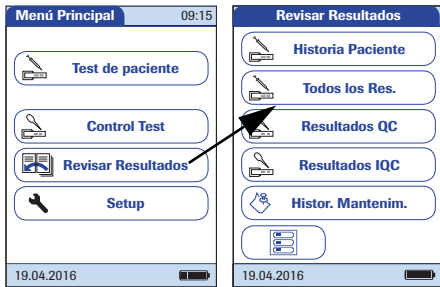 Menú Principal 09:15
Test de paciente
Control Test
Revisar Resultados
Setup
19.04.2016
Revisar Resultados
Historia Paciente
Todos los Res.
Resultados QC
Resultados IQC
Histor. Mantenim.
19.04.2016